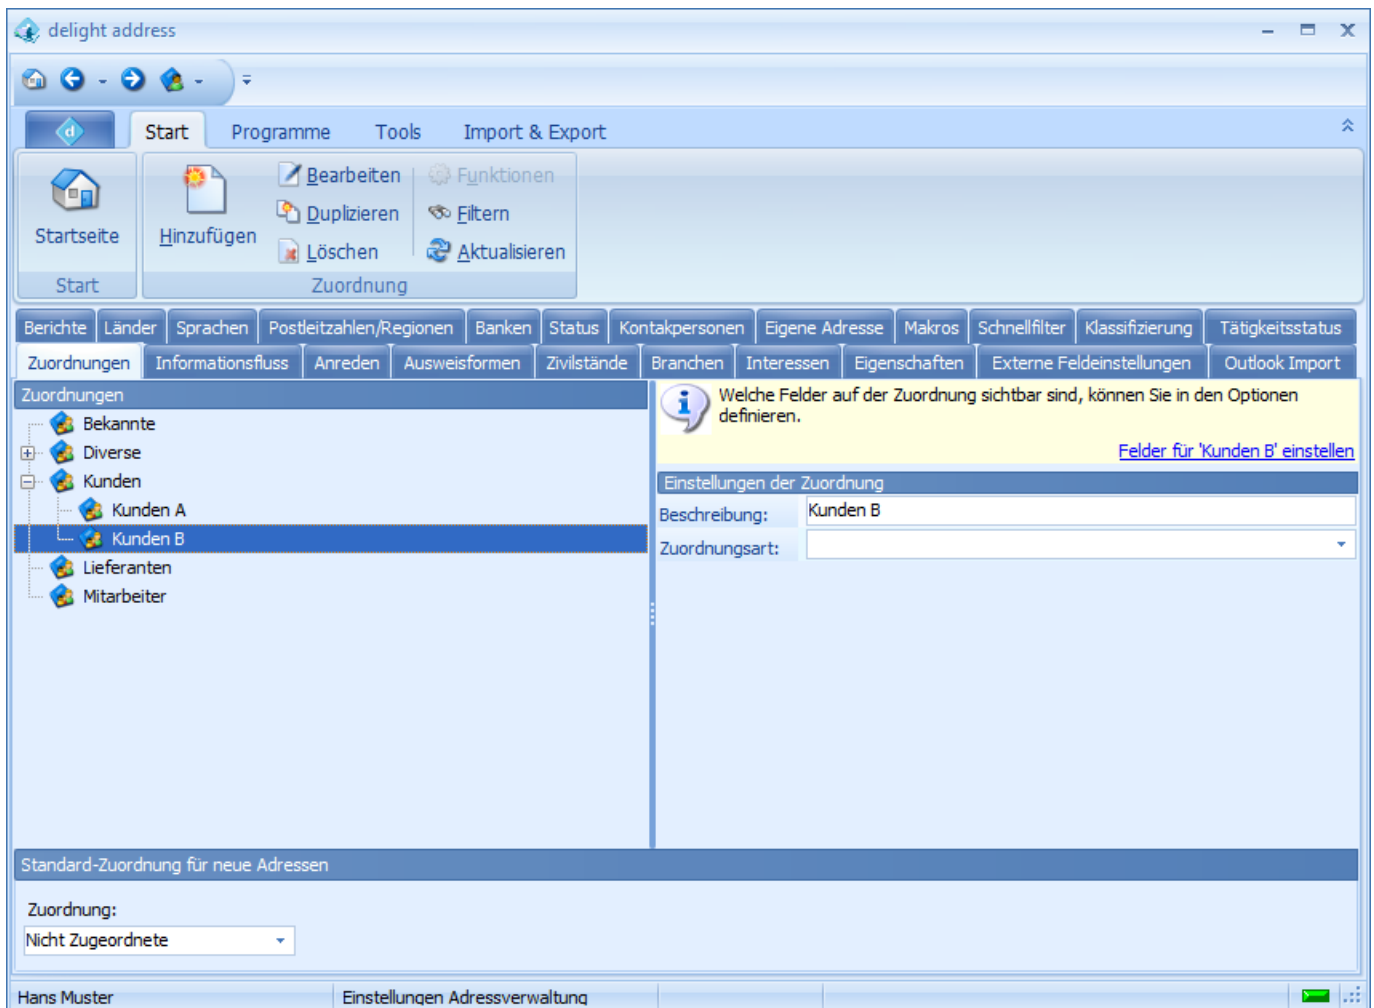 delight address
Start Programme Tools Import & Export
Startseite
Hinzufügen
Bearbeiten
Duplizieren
Löschen
Funktionen
Filtern
Aktualisieren
Start
Zuordnung
Berichte Länder Sprachen Postleitzahlen/Regionen Banken Status Kontakpersonen Eigene Adresse Makros Schnellfilter Klassifizierung Tätigkeitsstatus
Zuordnungen Informationsfluss Anreden Ausweisformen Zivilstände Branchen Interessen Eigenschaften Externe Feldeinstellungen Outlook Import
Zuordnungen
Bekannte
Diverse
Kunden
Kunden A
Kunden B
Lieferanten
Mitarbeiter
Welche Felder auf der Zuordnung sichtbar sind, können Sie in den Optionen
definieren.
Felder für 'Kunden B' einstellen
Einstellungen der Zuordnung
Beschreibung: Kunden B
Zuordnungsart:
Standard-Zuordnung für neue Adressen
Zuordnung:
Nicht Zugeordnete
Hans Muster Einstellungen Adressverwaltung